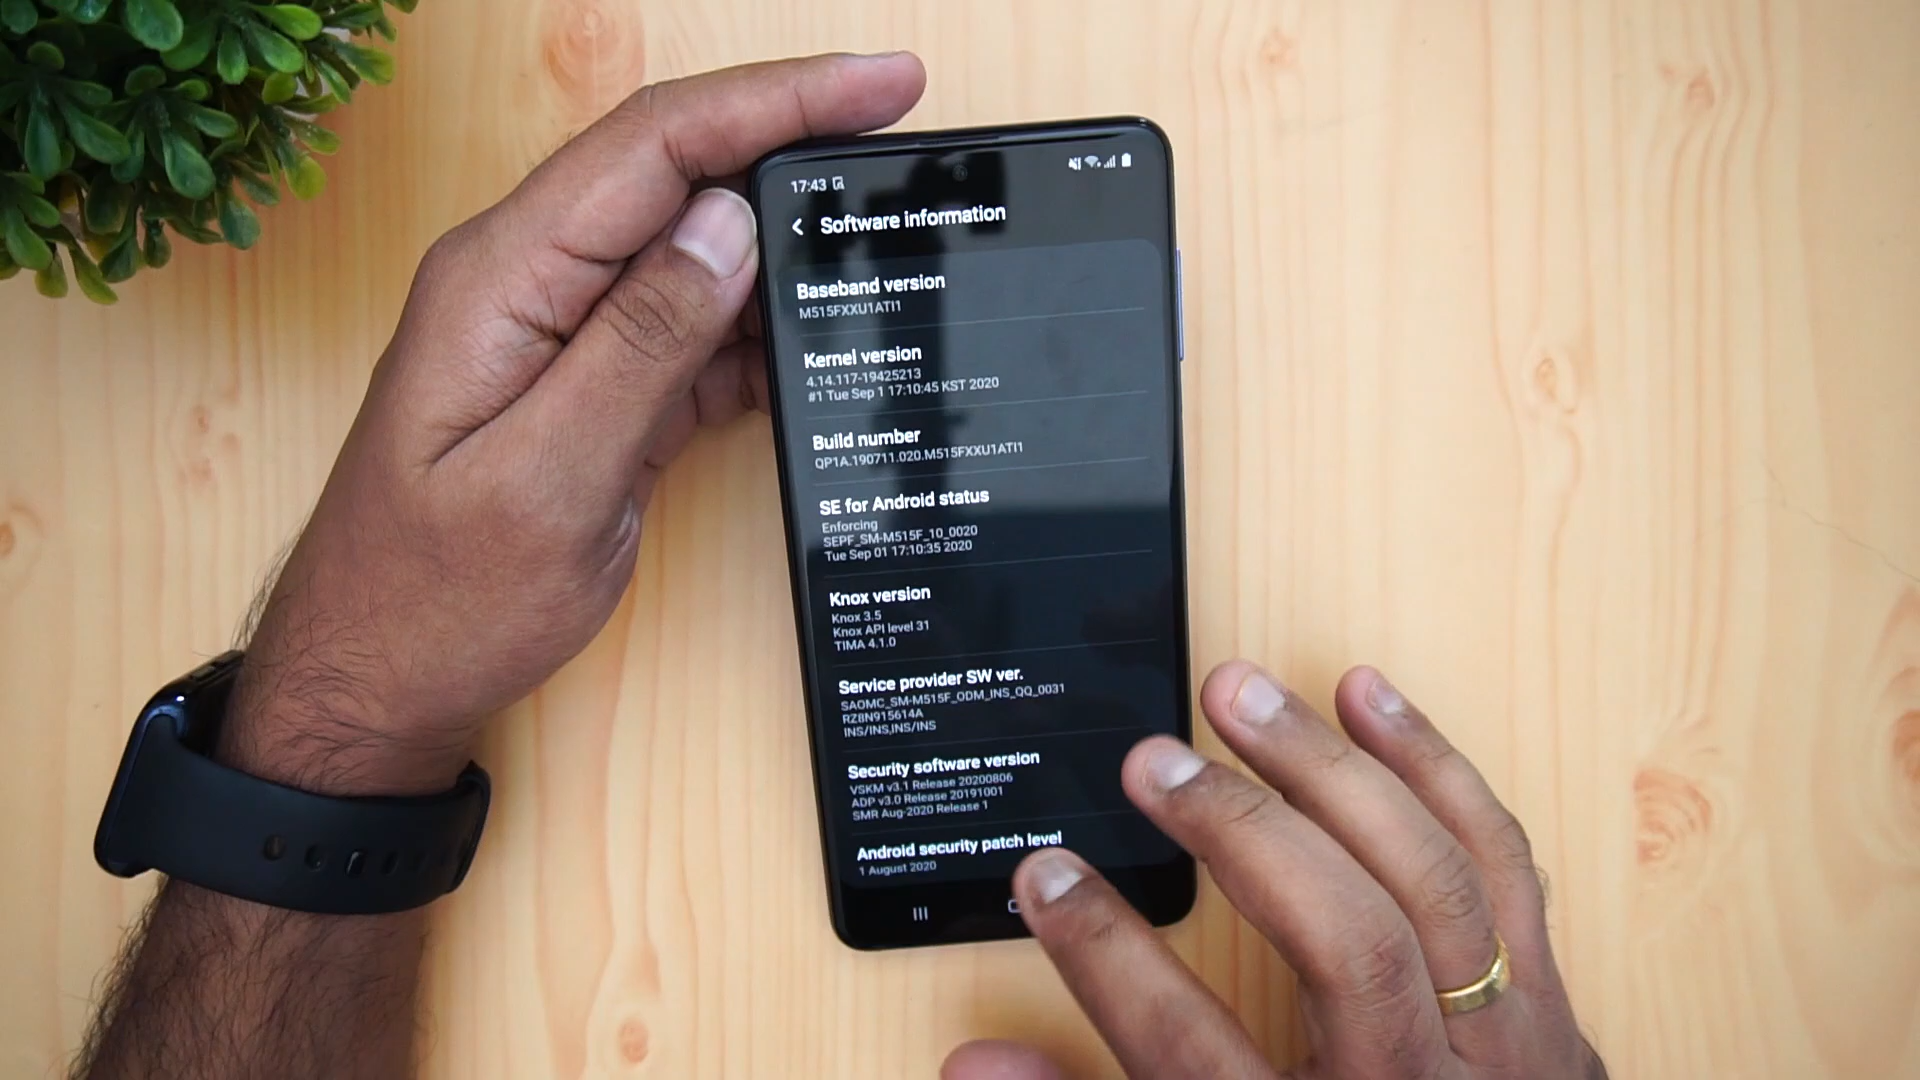 17:43
Software information
Baseband version
M515FXXU1ATI1
Kernel version
4.14.117-19425213
#1 Tue Sep 1 17:10:45 KST 2020
Build number
QP1A.190711.020.M515FXXU1ATI1
SE for Android status
Enforcing
SEPF_SM-M515F_10_0020
Tue Sep 01 17:10:35 2020
Knox version
Knox 3.5
Knox API level 31
TIMA 4.1.0
Service provider SW ver.
SAOMC_SM-M515F_ODM_INS_QQ_0031
RZ8N915614A
INS/INS,INS/INS
Security software version
VSKM v3.1 Release 20200806
ADP v3.0 Release 20191001
SMR Aug-2020 Release 1
Android security patch level
1 August 2020